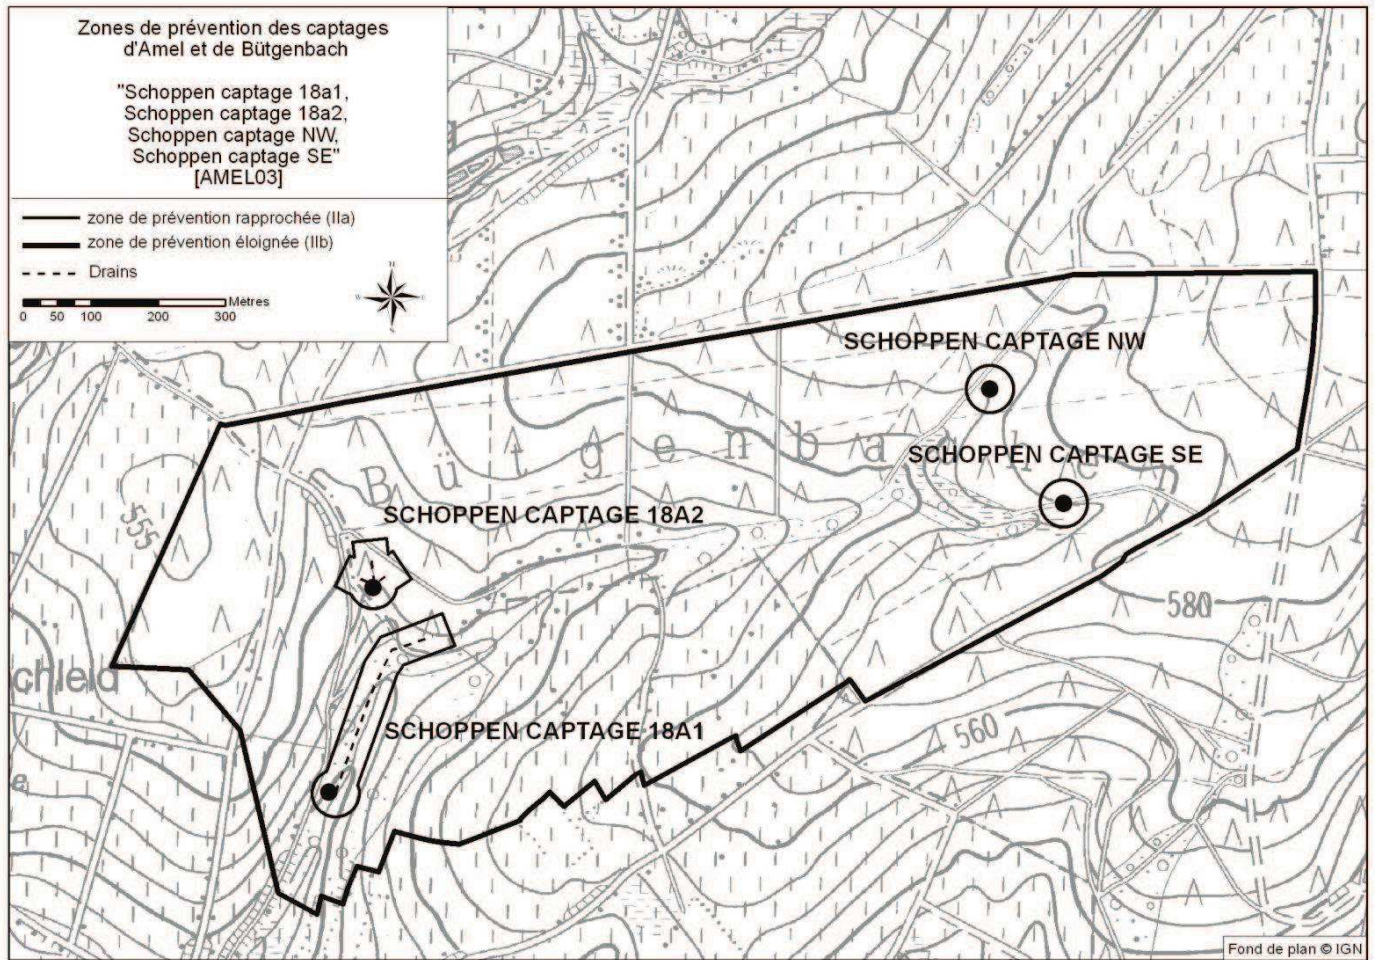 Zones de prévention des captages
d'Amel et de Bütgenbach
"Schoppen captage 18a1,
Schoppen captage 18a2,
Schoppen captage NW,
Schoppen captage SE"
[AMEL03]
zone de prévention rapprochée (IIa)
zone de prévention éloignée (IIb)
Drains
Mètres
0 50 100 200 300
N
W E
S
SCHOPPEN CAPTAGE NW
Bütgenbach
SCHOPPEN CAPTAGE SE
SCHOPPEN CAPTAGE 18A2
555
580
chleid
SCHOPPEN CAPTAGE 18A1
560
Fond de plan © IGN